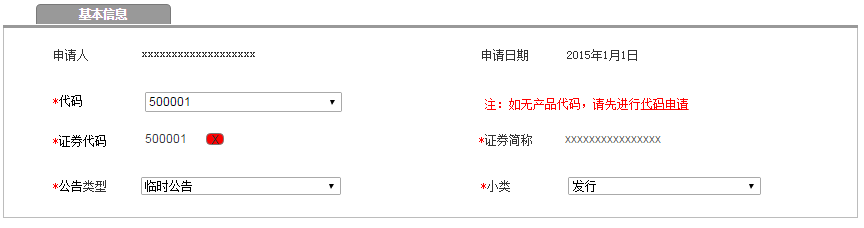 基本信息
申请人 xxxxxxxxxxxxxxxxxxx 申请日期 2015年1月1日
*代码 500001 注：如无产品代码，请先进行代码申请
*证券代码 500001 X *证券简称 xxxxxxxxxxxxxxxx
*公告类型 临时公告 *小类 发行